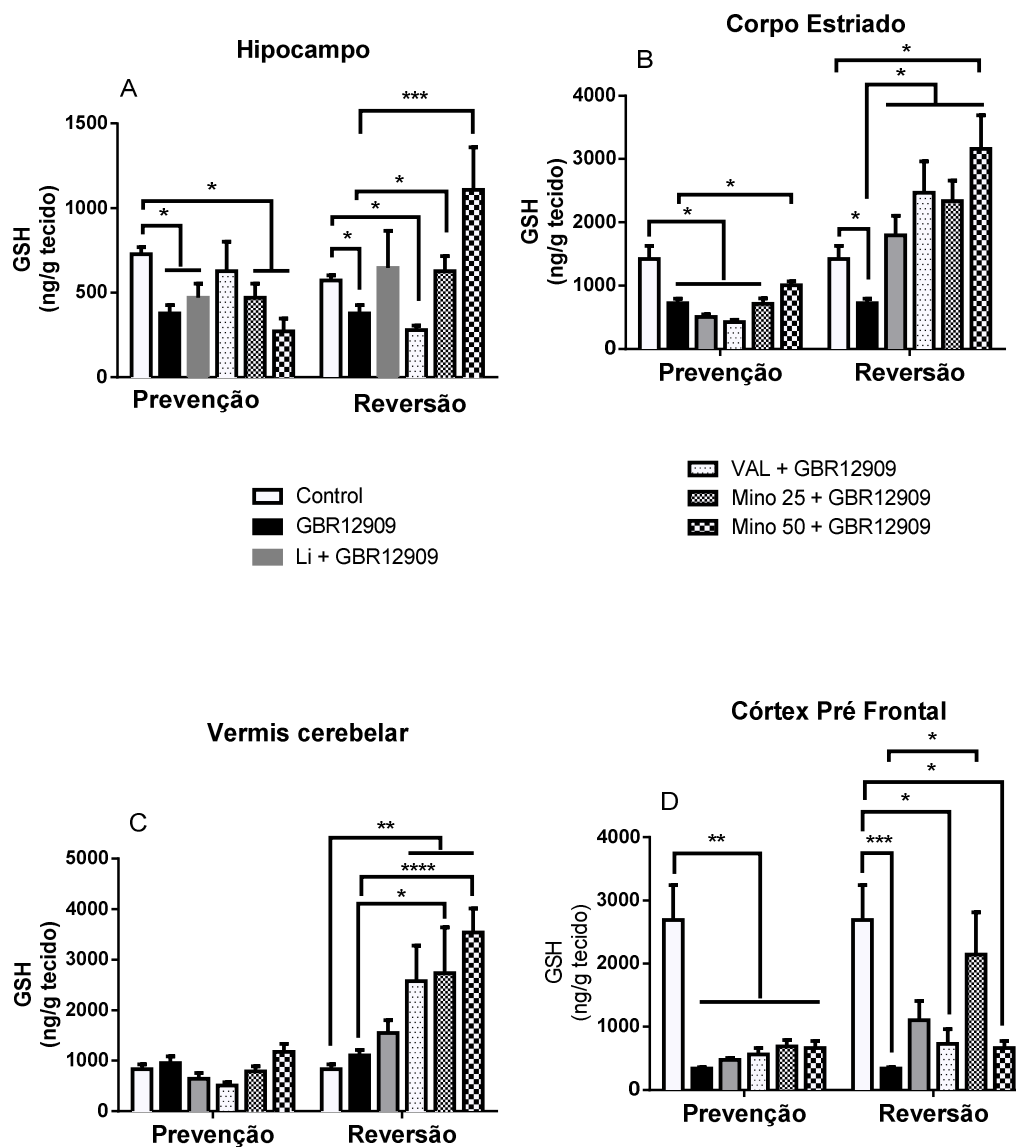 Hipocampo
A
GSH
(ng/g tecido)
1500
1000
500
0
*
*
*
*
*
***
Prevenção
Reversão
Corpo Estriado
B
GSH
(ng/g tecido)
4000
3000
2000
1000
0
*
*
*
*
*
Prevenção
Reversão
Control
GBR12909
Li + GBR12909
VAL + GBR12909
Mino 25 + GBR12909
Mino 50 + GBR12909
Vermis cerebelar
C
GSH
(ng/g tecido)
5000
4000
3000
2000
1000
0
**
****
*
Prevenção
Reversão
Córtex Pré Frontal
D
GSH
(ng/g tecido)
4000
3000
2000
1000
0
**
*
*
*
***
Prevenção
Reversão